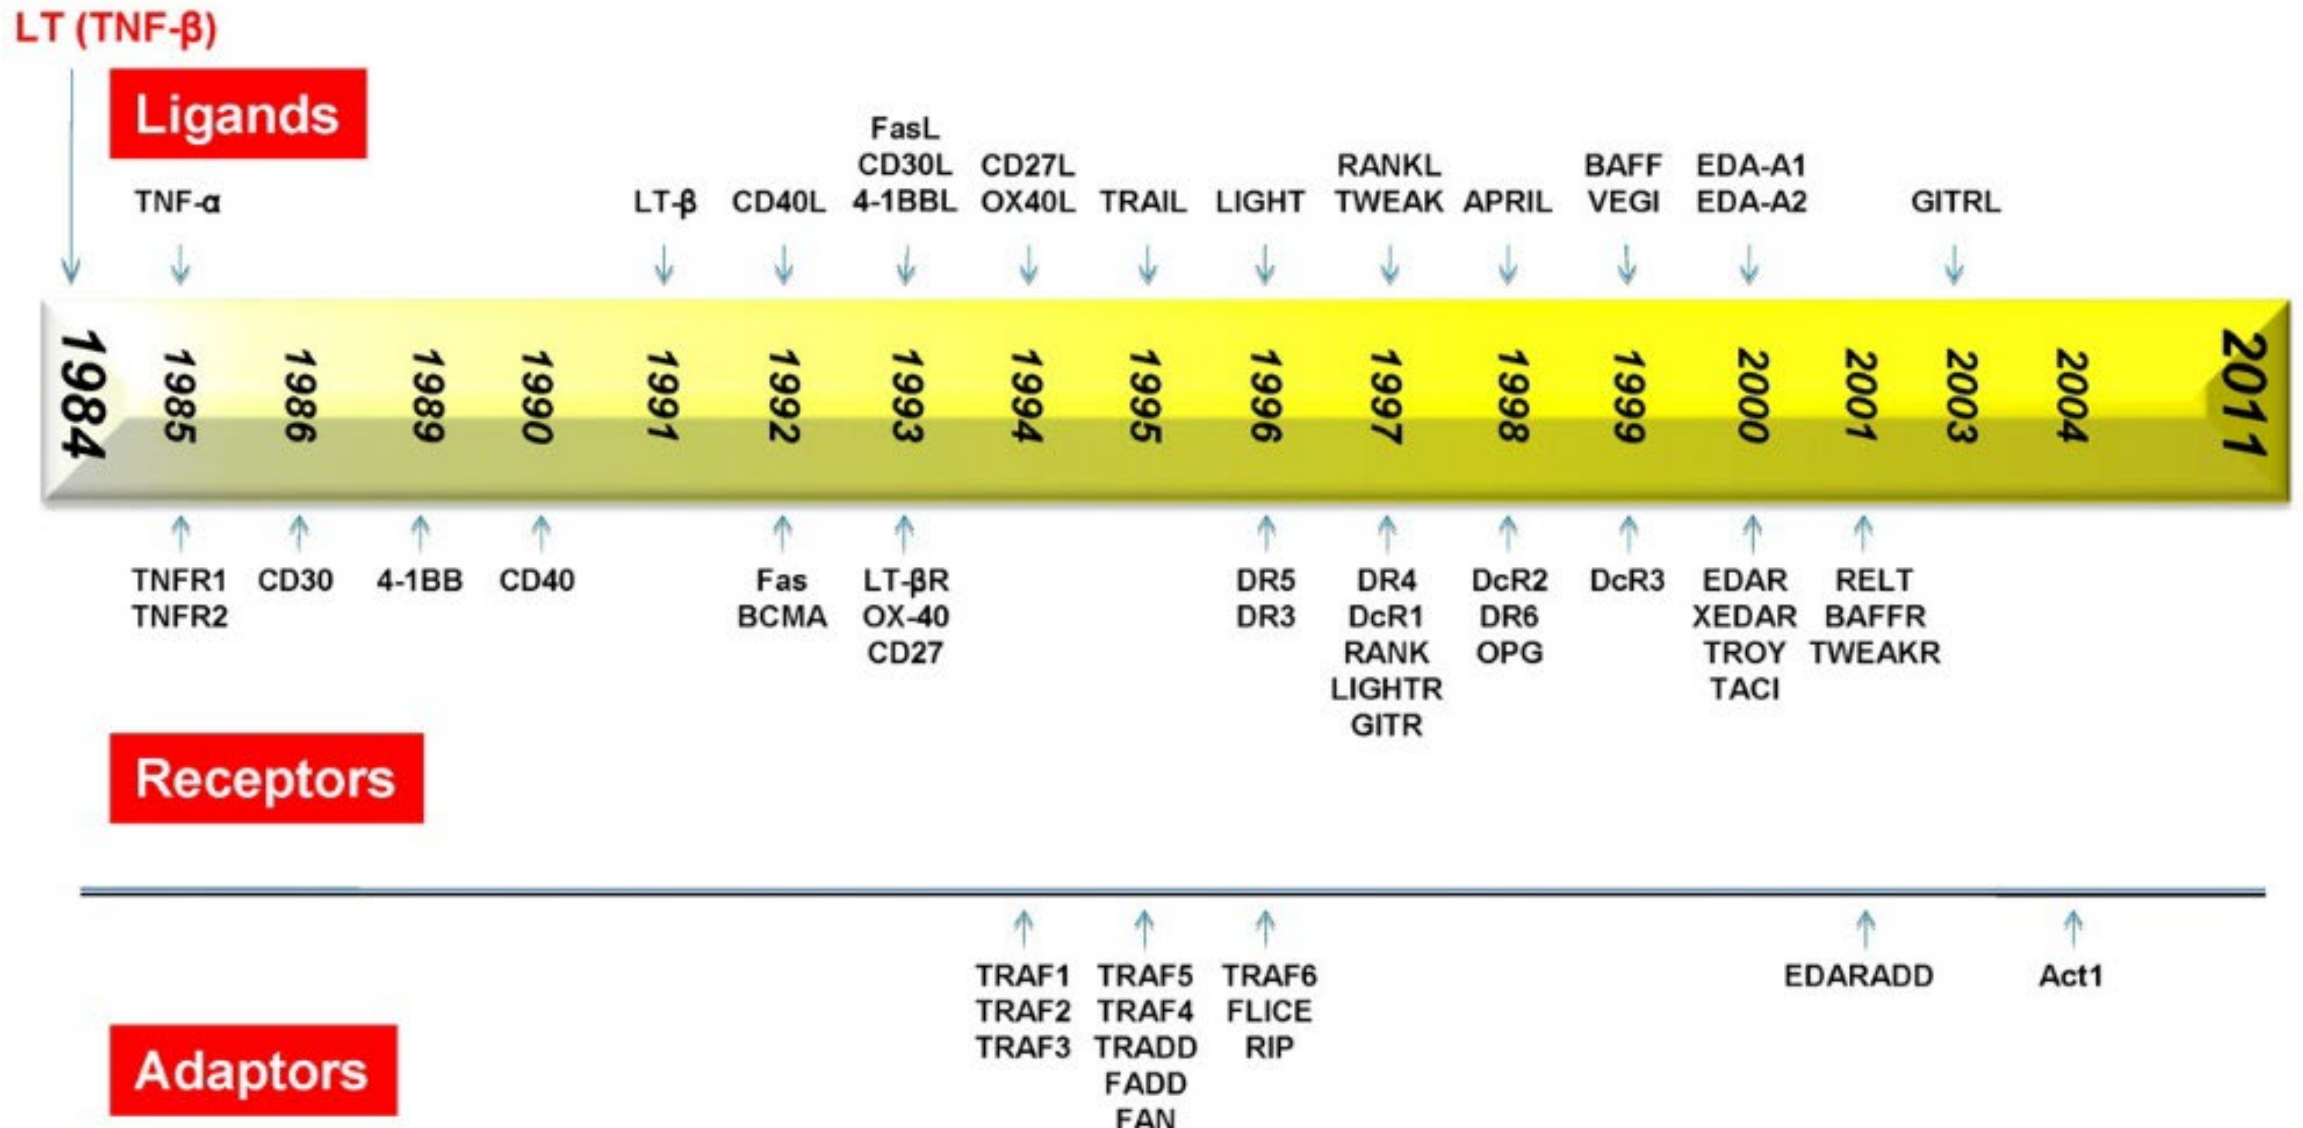 LT (TNF-β)
Ligands
TNF-α
LT-β
CD40L
FasL
CD30L
4-1BBL
CD27L
OX40L
TRAIL
LIGHT
RANKL
TWEAK
APRIL
BAFF
VEGI
EDA-A1
EDA-A2
GITRL
1984
1985
1986
1989
1990
1991
1992
1993
1994
1995
1996
1997
1998
1999
2000
2001
2003
2004
2011
TNFR1
TNFR2
CD30
4-1BB
CD40
Fas
BCMA
LT-βR
OX-40
CD27
DR5
DR3
DR4
DcR1
RANK
LIGHTR
GITR
DcR2
DR6
OPG
DcR3
EDAR
XEDAR
TROY
TACI
RELT
BAFFR
TWEAKR
Receptors
TRAF1
TRAF2
TRAF3
TRAF5
TRAF4
TRADD
FADD
FAN
TRAF6
FLICE
RIP
EDARADD
Act1
Adaptors